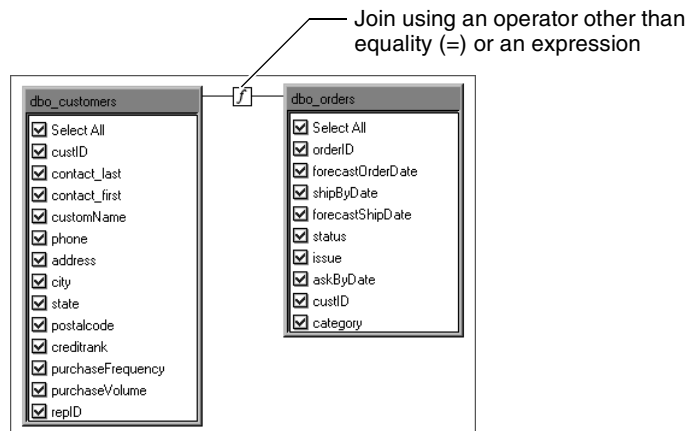 Join using an operator other than
equality (=) or an expression
f
dbo_customers
Select All
custID
contact_last
contact_first
customName
phone
address
city
state
postalcode
creditrank
purchaseFrequency
purchaseVolume
repID
dbo_orders
Select All
orderID
forecastOrderDate
shipByDate
forecastShipDate
status
issue
askByDate
custID
category